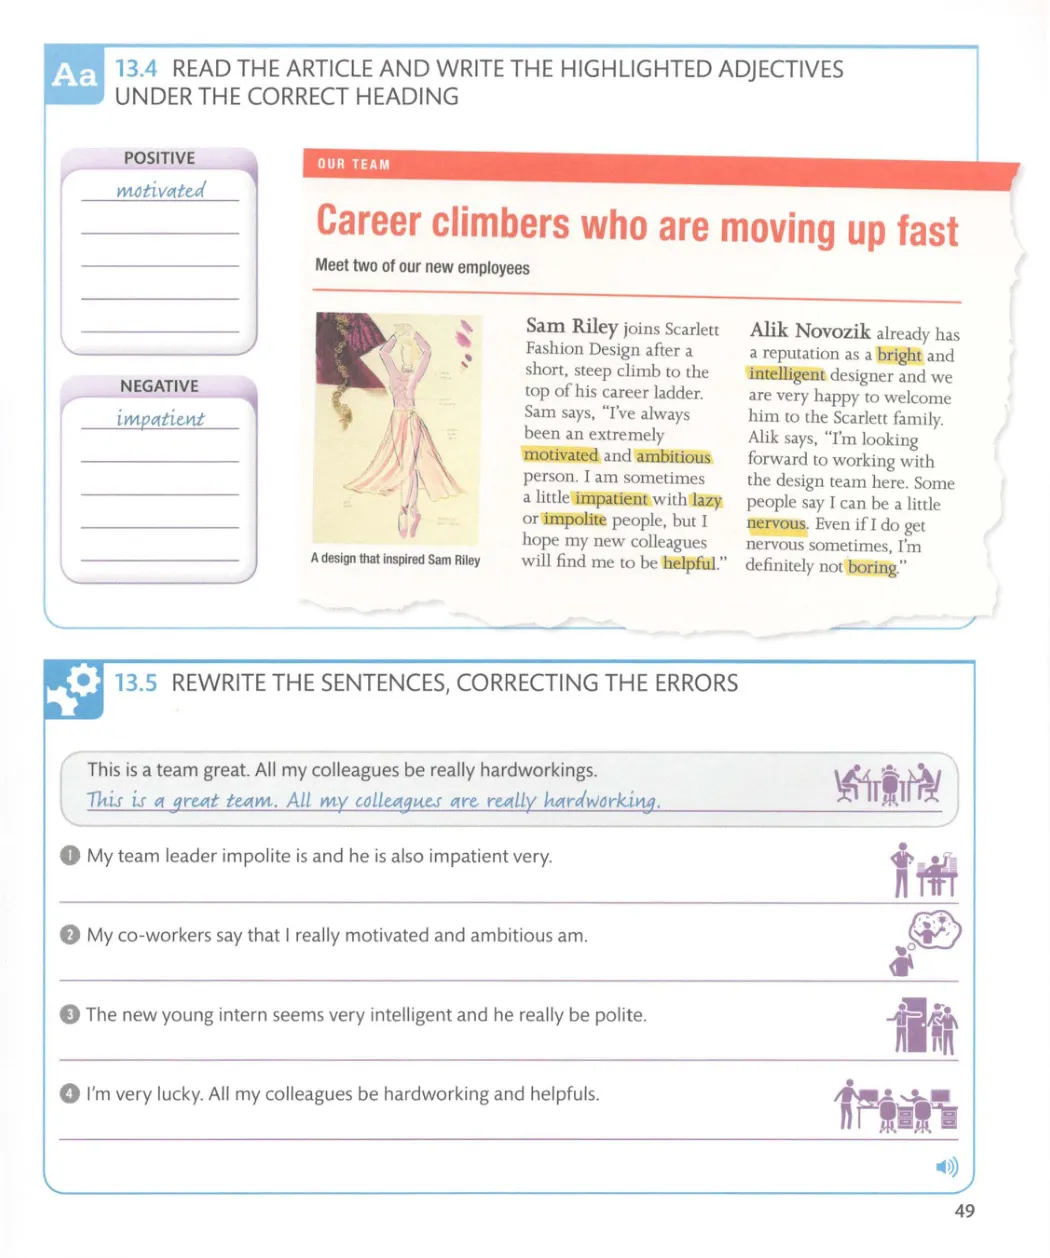 Aa
13.4 READ THE ARTICLE AND WRITE THE HIGHLIGHTED ADJECTIVES
UNDER THE CORRECT HEADING
POSITIVE
motivated
NEGATIVE
impatient
OUR TEAM
Career climbers who are moving up fast
Meet two of our new employees
A design that inspired Sam Riley
Sam Riley joins Scarlett
Fashion Design after a
short, steep climb to the
top of his career ladder.
Sam says, “I’ve always
been an extremely
motivated and ambitious
person. I am sometimes
a little impatient with lazy
or impolite people, but I
hope my new colleagues
will find me to be helpful.”
Alik Novozik already has
a reputation as a bright and
intelligent designer and we
are very happy to welcome
him to the Scarlett family.
Alik says, “I’m looking
forward to working with
the design team here. Some
people say I can be a little
nervous. Even if I do get
nervous sometimes, I’m
definitely not boring.”
13.5 REWRITE THE SENTENCES, CORRECTING THE ERRORS
This is a team great. All my colleagues be really hardworkings.
This is a great team. All my colleagues are really hardworking.
1 My team leader impolite is and he is also impatient very.
2 My co-workers say that I really motivated and ambitious am.
3 The new young intern seems very intelligent and he really be polite.
4 I'm very lucky. All my colleagues be hardworking and helpfuls.
49